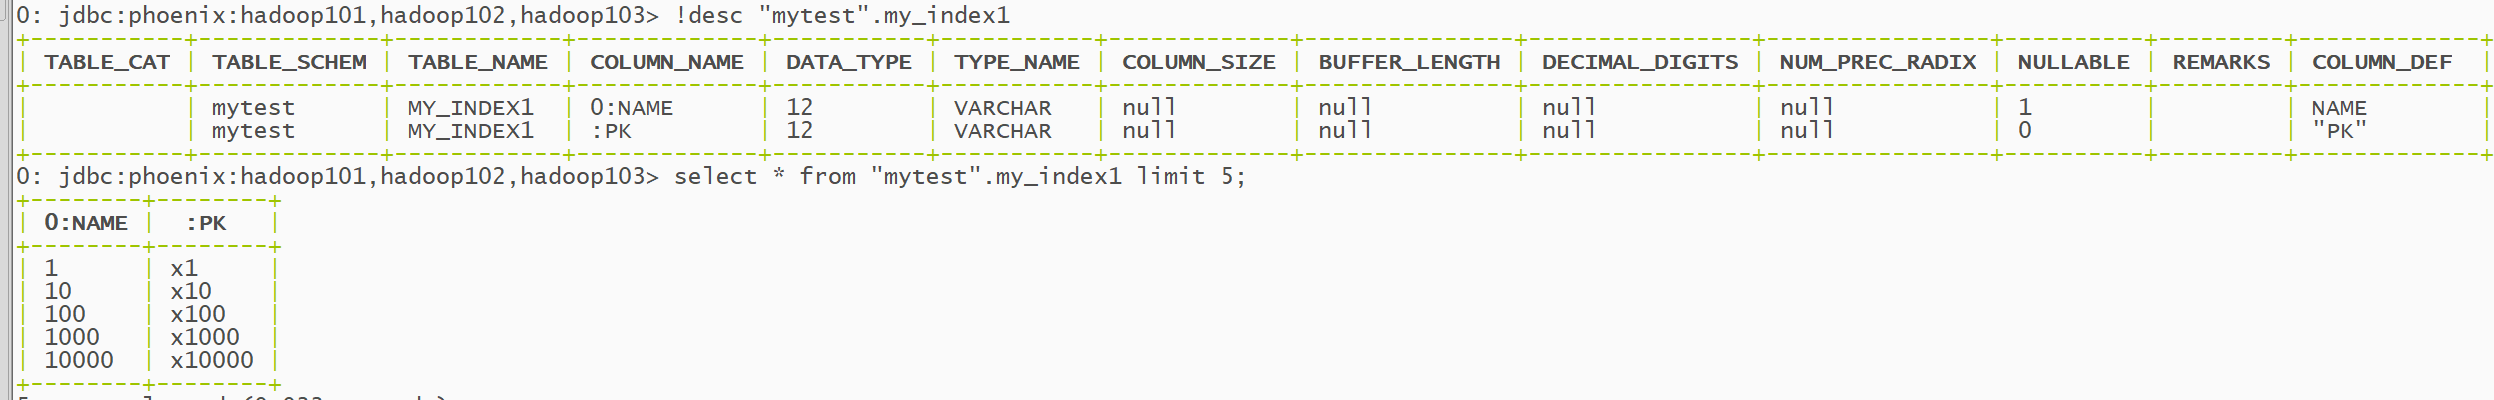 0: jdbc:phoenix:hadoop101,hadoop102,hadoop103> !desc "mytest".my_index1
TABLE_CAT | TABLE_SCHEM | TABLE_NAME | COLUMN_NAME | DATA_TYPE | TYPE_NAME | COLUMN_SIZE | BUFFER_LENGTH | DECIMAL_DIGITS | NUM_PREC_RADIX | NULLABLE | REMARKS | COLUMN_DEF
| mytest | MY_INDEX1 | 0:NAME | 12 | VARCHAR | null | null | null | null | 1 | | NAME
| mytest | MY_INDEX1 | :PK | 12 | VARCHAR | null | null | null | null | 0 | | "PK"
0: jdbc:phoenix:hadoop101,hadoop102,hadoop103> select * from "mytest".my_index1 limit 5;
| 0:NAME | :PK |
| 1 | x1 |
| 10 | x10 |
| 100 | x100 |
| 1000 | x1000 |
| 10000 | x10000 |